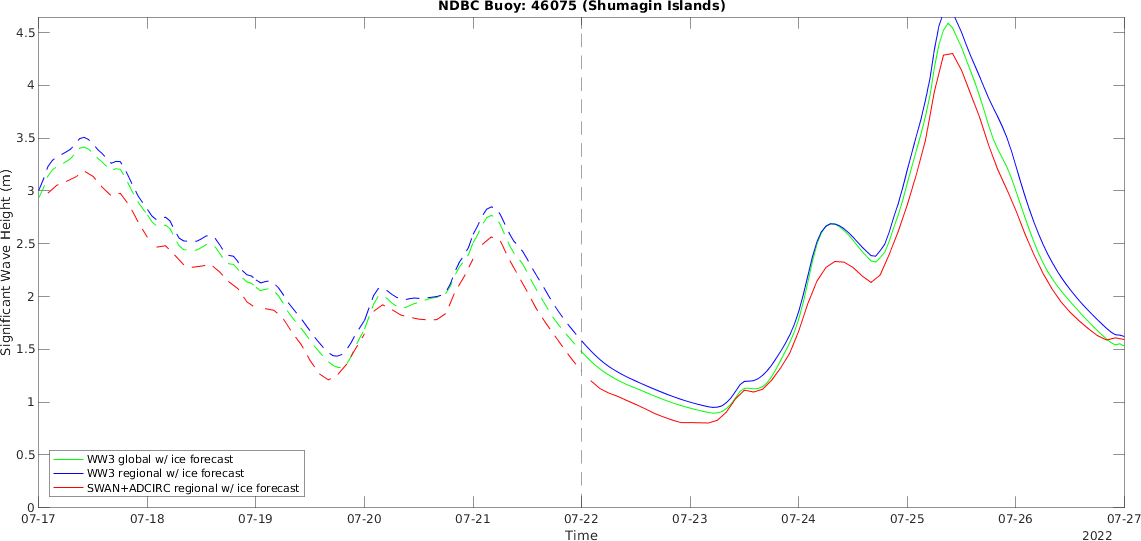 NDBC Buoy: 46075 (Shumagin Islands)
4.5
4
3.5
3
2.5
2
1.5
1
0.5
0
Significant Wave Height (m)
WW3 global w/ ice forecast
WW3 regional w/ ice forecast
SWAN+ADCIRC regional w/ ice forecast
07-17 07-18 07-19 07-20 07-21 07-22 07-23 07-24 07-25 07-26 07-27
Time
2022